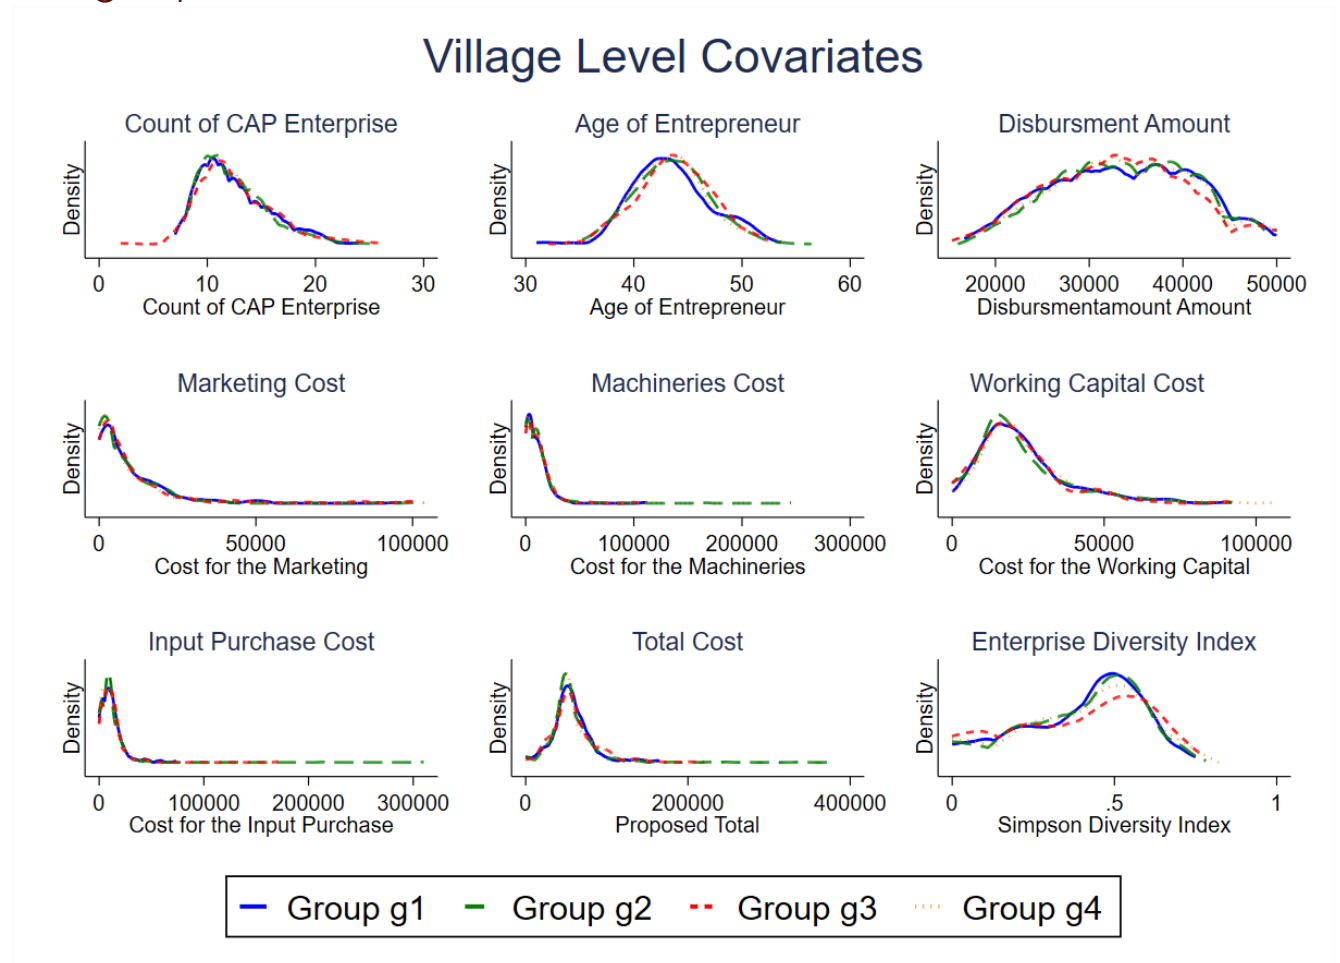 Village Level Covariates
Count of CAP Enterprise
Density
0 10 20 30
Count of CAP Enterprise
Age of Entrepreneur
Density
30 40 50 60
Age of Entrepreneur
Disbursment Amount
Density
20000 30000 40000 50000
Disbursmentamount Amount
Marketing Cost
Density
0 50000 100000
Cost for the Marketing
Machineries Cost
Density
0 100000 200000 300000
Cost for the Machineries
Working Capital Cost
Density
0 50000 100000
Cost for the Working Capital
Input Purchase Cost
Density
0 100000 200000 300000
Cost for the Input Purchase
Total Cost
Density
0 200000 400000
Proposed Total
Enterprise Diversity Index
Density
0 .5 1
Simpson Diversity Index
Group g1 Group g2 Group g3 Group g4